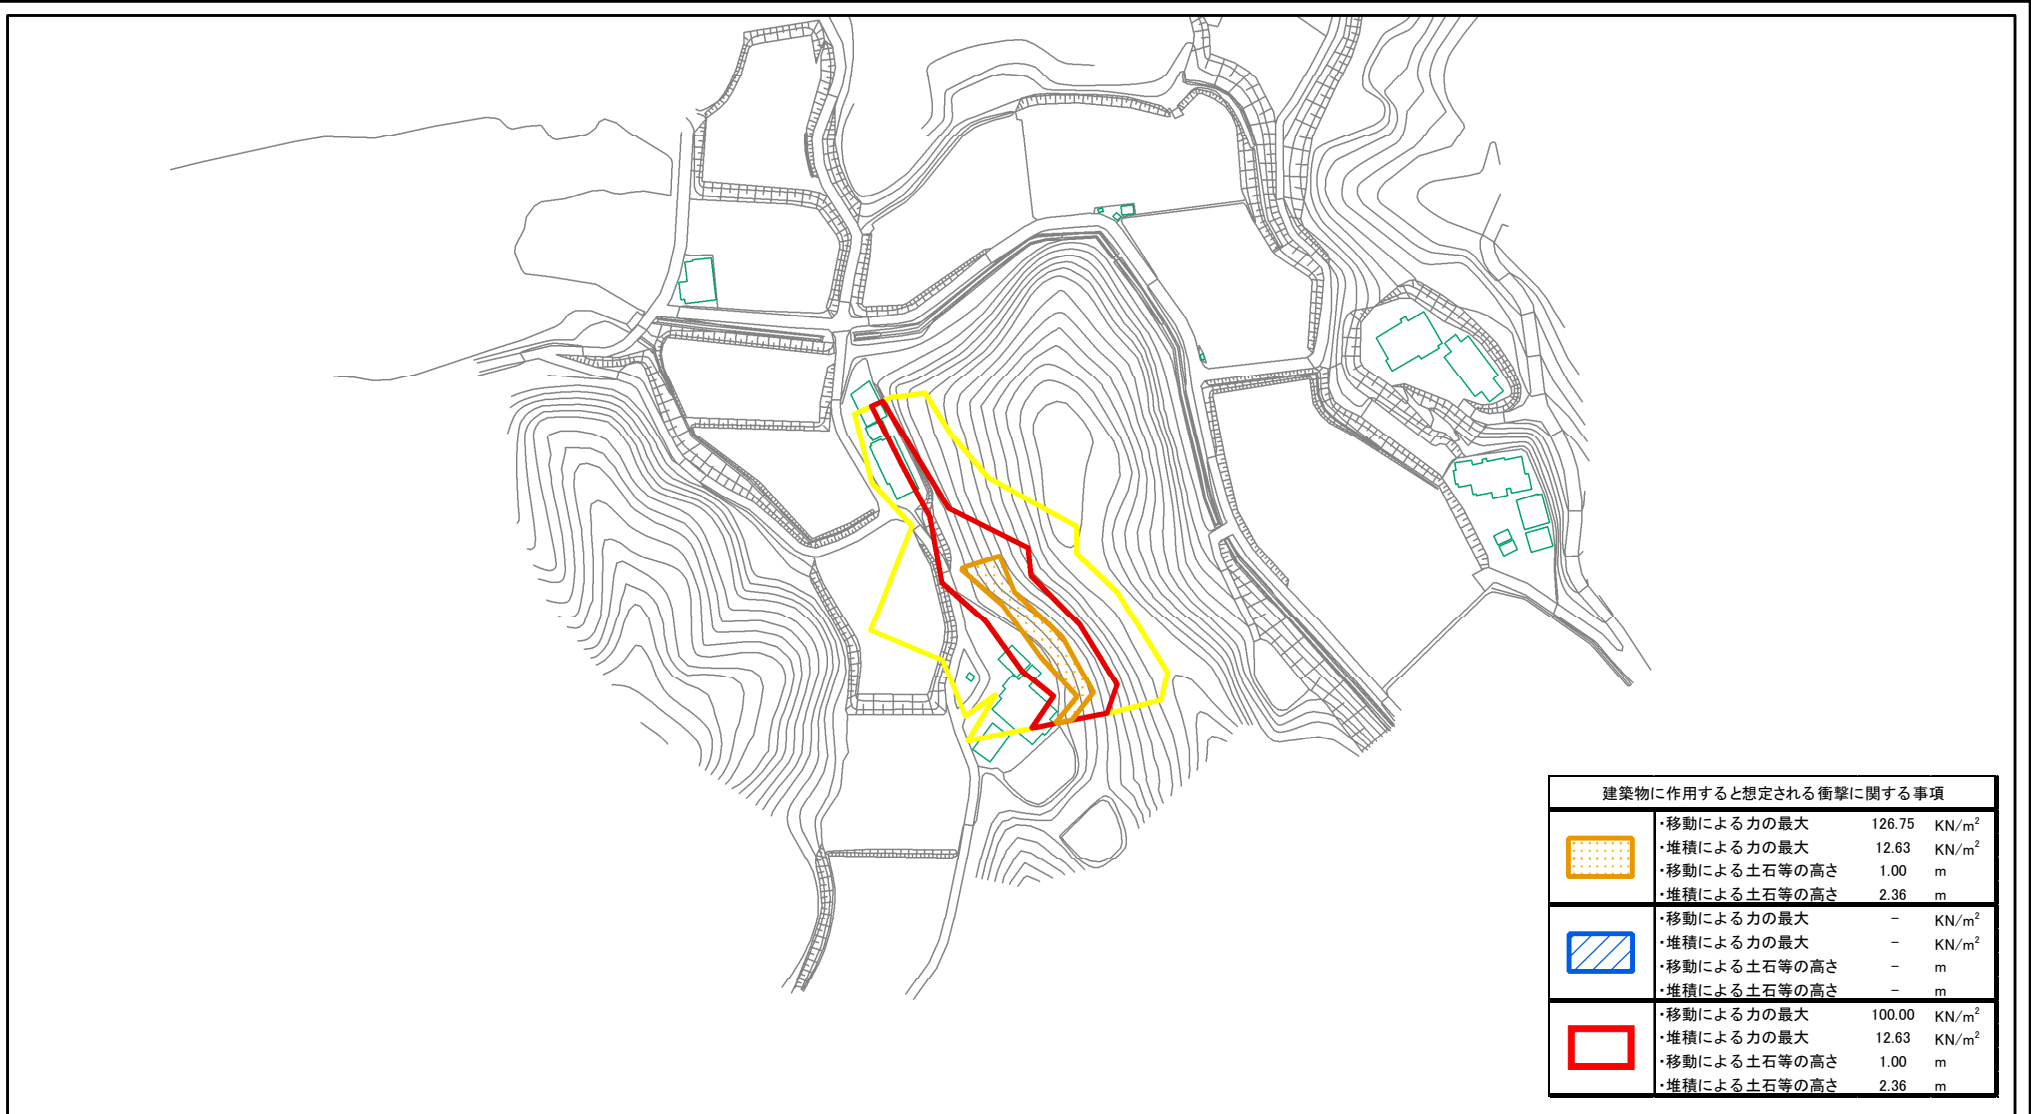 建築物に作用すると想定される衝撃に関する事項
・移動による力の最大 126.75 KN/m²
・堆積による力の最大 12.63 KN/m²
・移動による土石等の高さ 1.00 m
・堆積による土石等の高さ 2.36 m
・移動による力の最大 − KN/m²
・堆積による力の最大 − KN/m²
・移動による土石等の高さ − m
・堆積による土石等の高さ − m
・移動による力の最大 100.00 KN/m²
・堆積による力の最大 12.63 KN/m²
・移動による土石等の高さ 1.00 m
・堆積による土石等の高さ 2.36 m